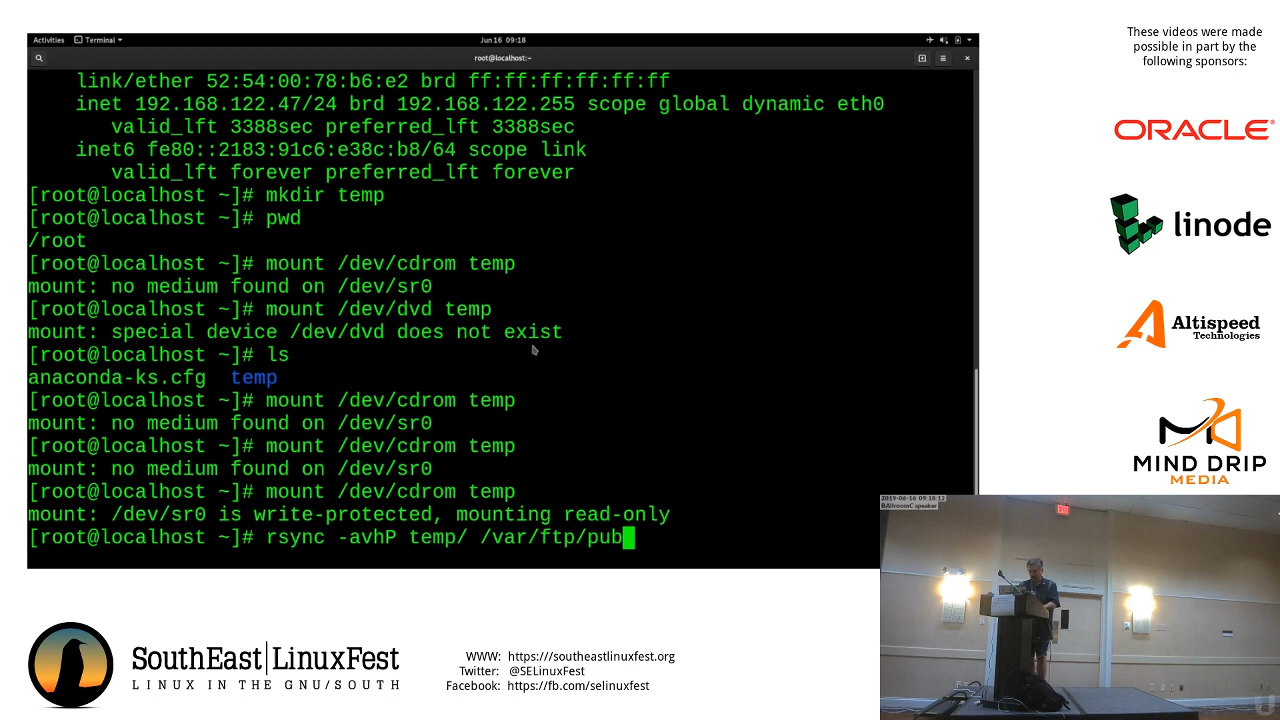 Activities
Terminal
Jun 16 09:18
root@localhost:~
link/ether 52:54:00:78:b6:e2 brd ff:ff:ff:ff:ff:ff
inet 192.168.122.47/24 brd 192.168.122.255 scope global dynamic eth0
valid_lft 3388sec preferred_lft 3388sec
inet6 fe80::2183:91c6:e38c:b8/64 scope link
valid_lft forever preferred_lft forever
[root@localhost ~]# mkdir temp
[root@localhost ~]# pwd
/root
[root@localhost ~]# mount /dev/cdrom temp
mount: no medium found on /dev/sr0
[root@localhost ~]# mount /dev/dvd temp
mount: special device /dev/dvd does not exist
[root@localhost ~]# ls
anaconda-ks.cfg  temp
[root@localhost ~]# mount /dev/cdrom temp
mount: no medium found on /dev/sr0
[root@localhost ~]# mount /dev/cdrom temp
mount: no medium found on /dev/sr0
[root@localhost ~]# mount /dev/cdrom temp
mount: /dev/sr0 is write-protected, mounting read-only
[root@localhost ~]# rsync -avhP temp/ /var/ftp/pub
These videos were made
possible in part by the
following sponsors:
ORACLE
linode
Altispeed
Technologies
MIND DRIP
MEDIA
2019-06-16 09:18:13
BAllroomC speaker
EXIT
SouthEast LinuxFest
LINUX IN THE GNU/SOUTH
WWW: https:///southeastlinuxfest.org
Twitter: @SELinuxFest
Facebook: https://fb.com/selinuxfest